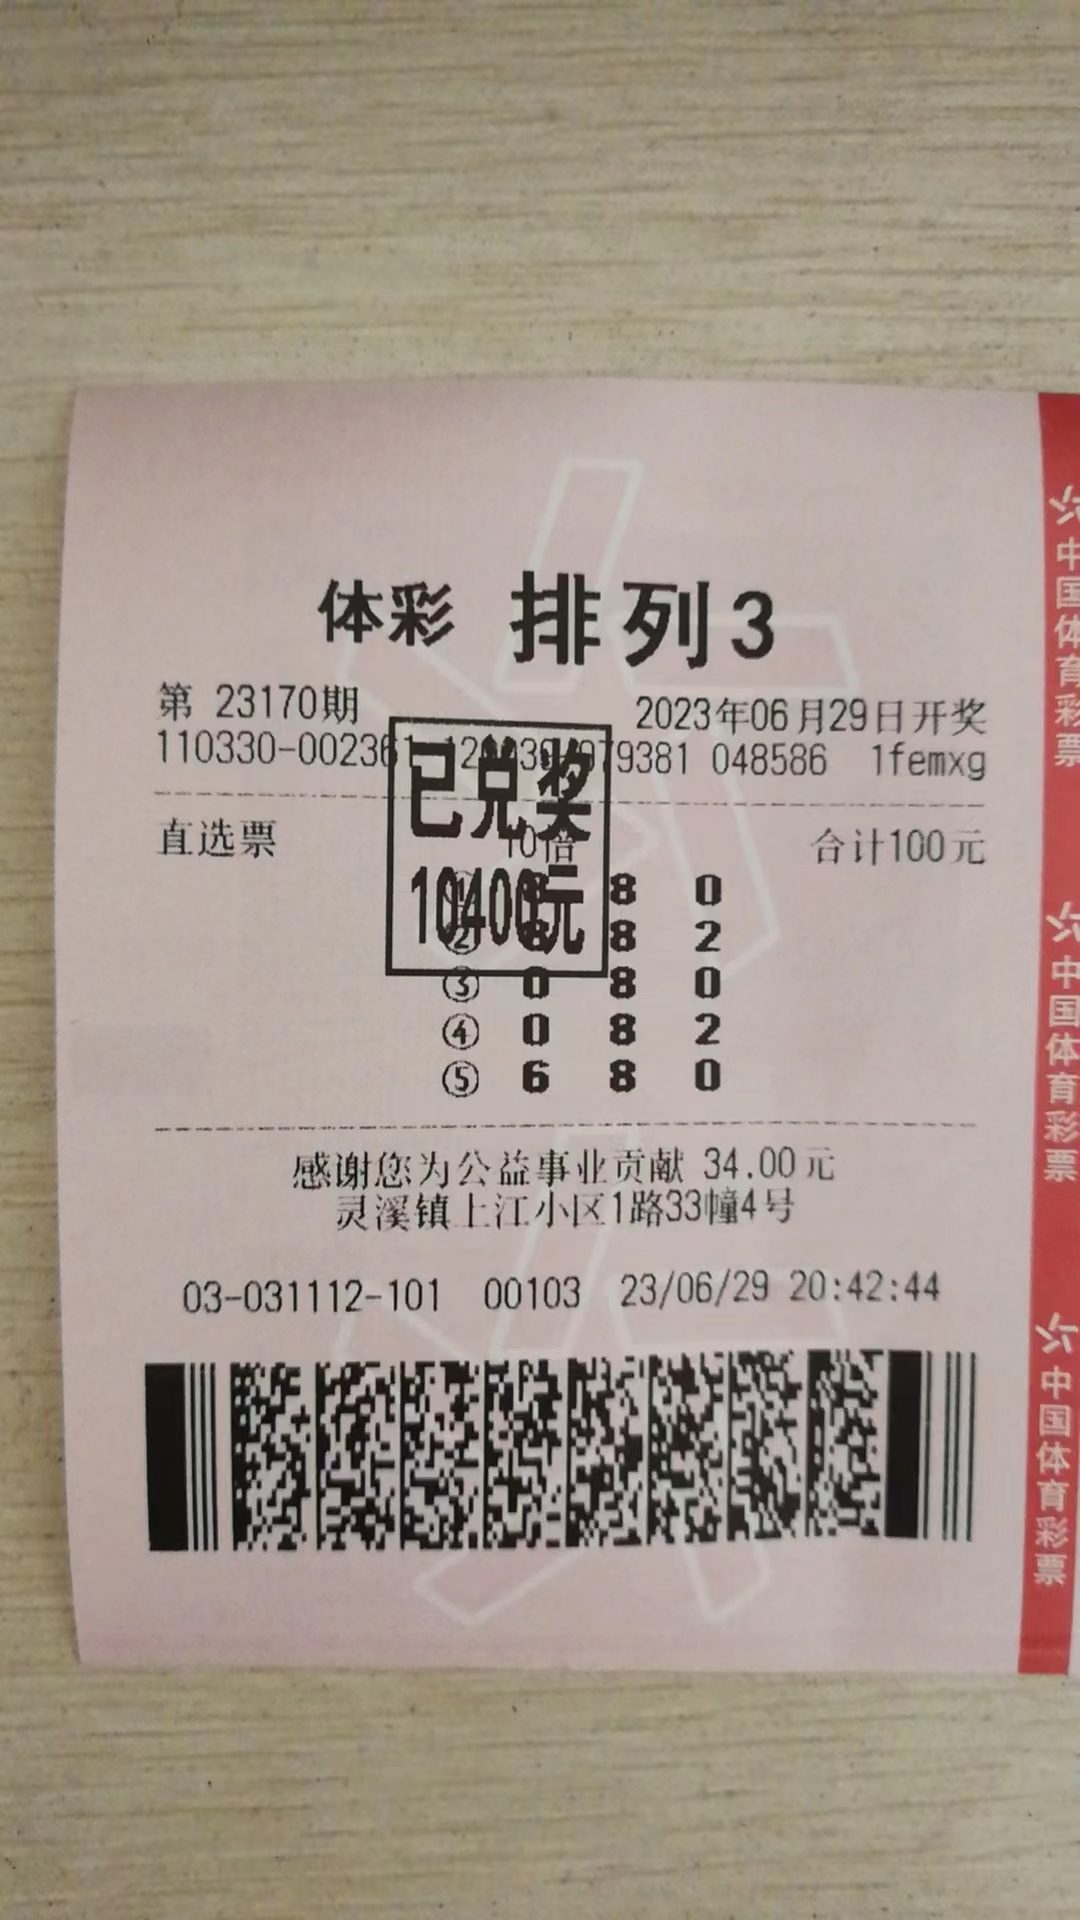 体彩 排列3
第 23170期 2023年06月29日开奖
110330-002361 079381 048586 1femxg
已兑奖
直选票 10倍 合计100元
10400元
① 8 0
② 8 8 2
③ 0 8 0
④ 0 8 2
⑤ 6 8 0
感谢您为公益事业贡献 34.00元
灵溪镇上江小区1路33幢4号
03-031112-101 00103 23/06/29 20:42:44
中国体育彩票
中国体育彩票
中国体育彩票